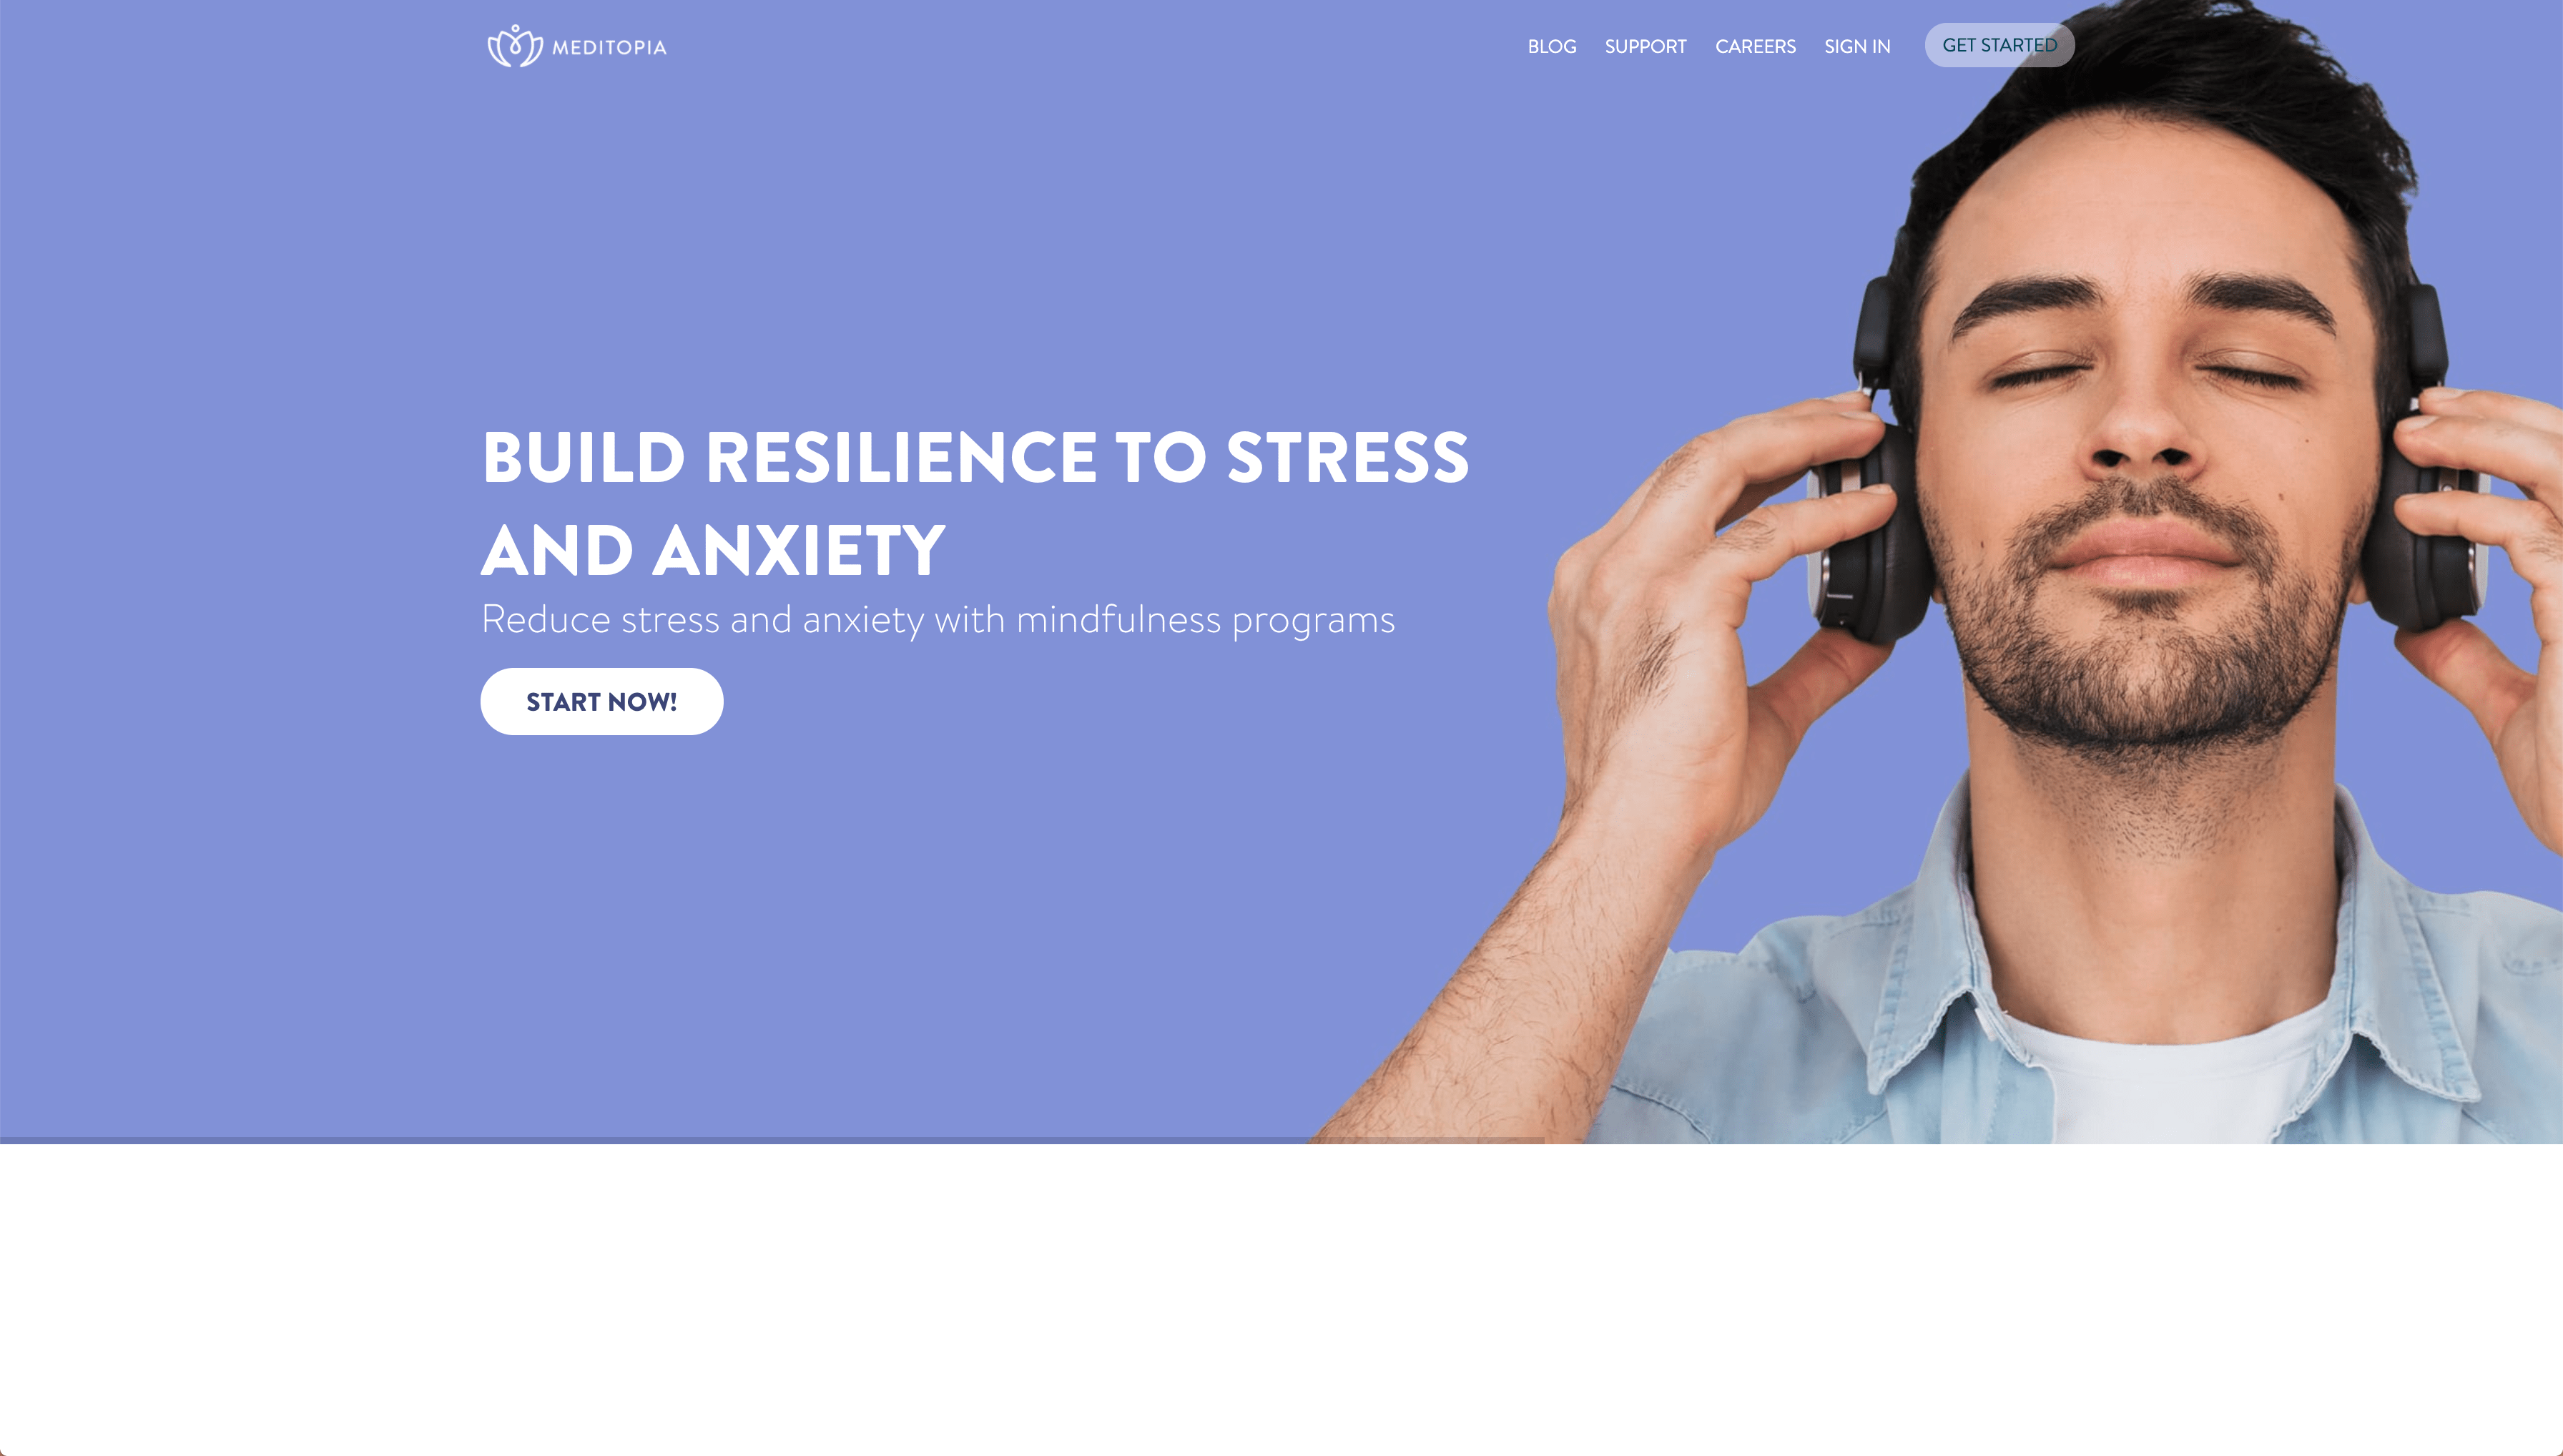 MEDITOPIA
BLOG SUPPORT CAREERS SIGN IN GET STARTED
BUILD RESILIENCE TO STRESS
AND ANXIETY
Reduce stress and anxiety with mindfulness programs
START NOW!